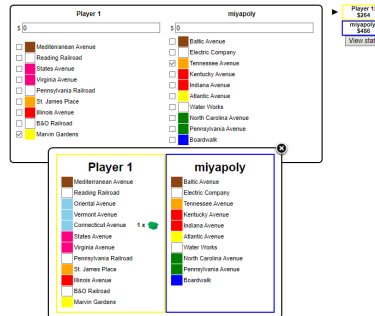 Player 1
$ 0
Mediterranean Avenue
Reading Railroad
States Avenue
Virginia Avenue
Pennsylvania Railroad
St. James Place
Illinois Avenue
B&O Railroad
Marvin Gardens
miyapoly
$ 0
Baltic Avenue
Electric Company
Tennessee Avenue
Kentucky Avenue
Indiana Avenue
Atlantic Avenue
Water Works
North Carolina Avenue
Pennsylvania Avenue
Boardwalk
Player 1:
$264
miyapoly
$486
View stat
Player 1
Mediterranean Avenue
Reading Railroad
Oriental Avenue
Vermont Avenue
Connecticut Avenue 1 x
States Avenue
Virginia Avenue
Pennsylvania Railroad
St. James Place
Illinois Avenue
B&O Railroad
Marvin Gardens
miyapoly
Baltic Avenue
Electric Company
Tennessee Avenue
Kentucky Avenue
Indiana Avenue
Atlantic Avenue
Water Works
North Carolina Avenue
Pennsylvania Avenue
Boardwalk